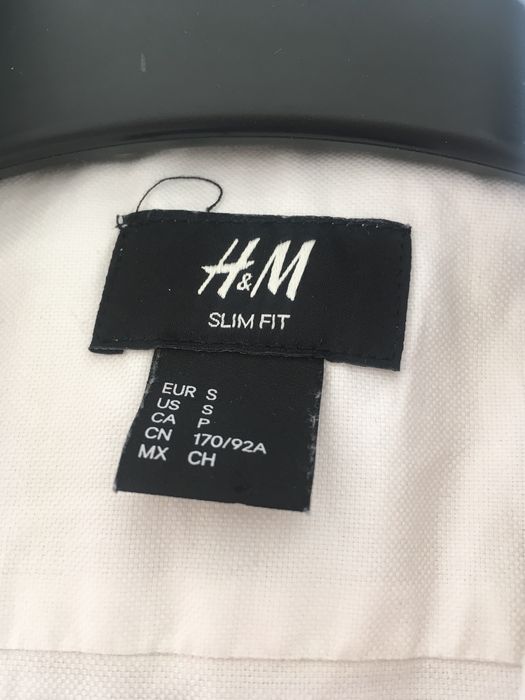 H&M
SLIM FIT
EUR S
US S
CA P
CN 170/92A
MX CH